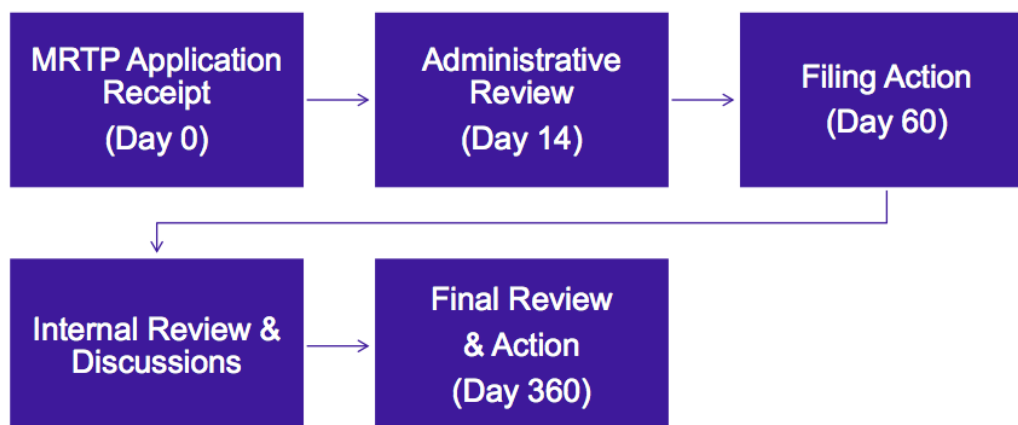 MRTP Application
Receipt
(Day 0)
Administrative
Review
(Day 14)
Filing Action
(Day 60)
Internal Review &
Discussions
Final Review
& Action
(Day 360)